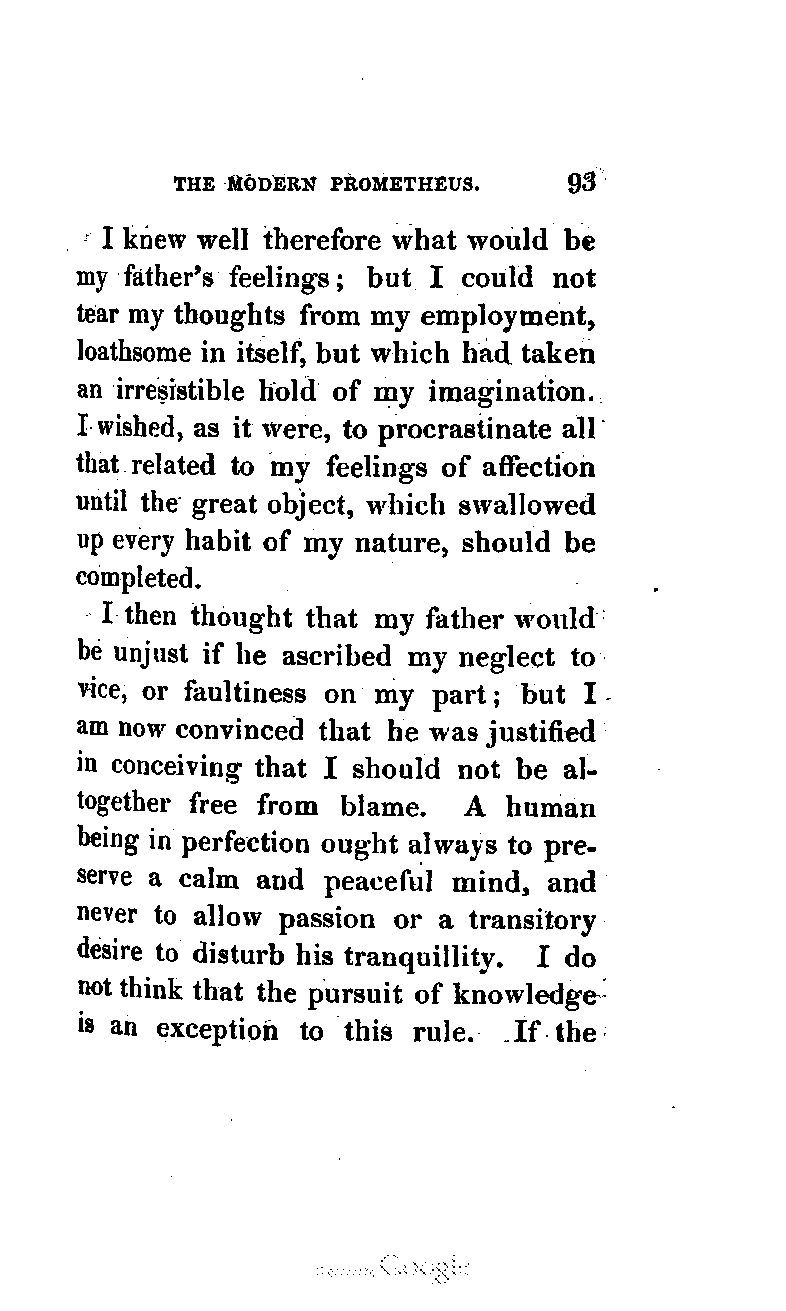 THE MODERN PROMETHEUS. 93
I knew well therefore what would be
my father's feelings; but I could not
tear my thoughts from my employment,
loathsome in itself, but which had taken
an irresistible hold of my imagination.
I wished, as it were, to procrastinate all
that related to my feelings of affection
until the great object, which swallowed
up every habit of my nature, should be
completed.
I then thought that my father would
be unjust if he ascribed my neglect to
vice, or faultiness on my part; but I
am now convinced that he was justified
in conceiving that I should not be al-
together free from blame. A human
being in perfection ought always to pre-
serve a calm and peaceful mind, and
never to allow passion or a transitory
desire to disturb his tranquillity. I do
not think that the pursuit of knowledge
is an exception to this rule. If the
Google